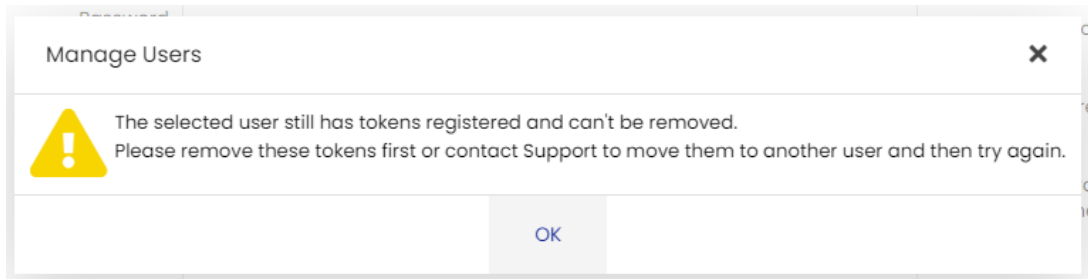 Manage Users
The selected user still has tokens registered and can't be removed.
Please remove these tokens first or contact Support to move them to another user and then try again.
OK